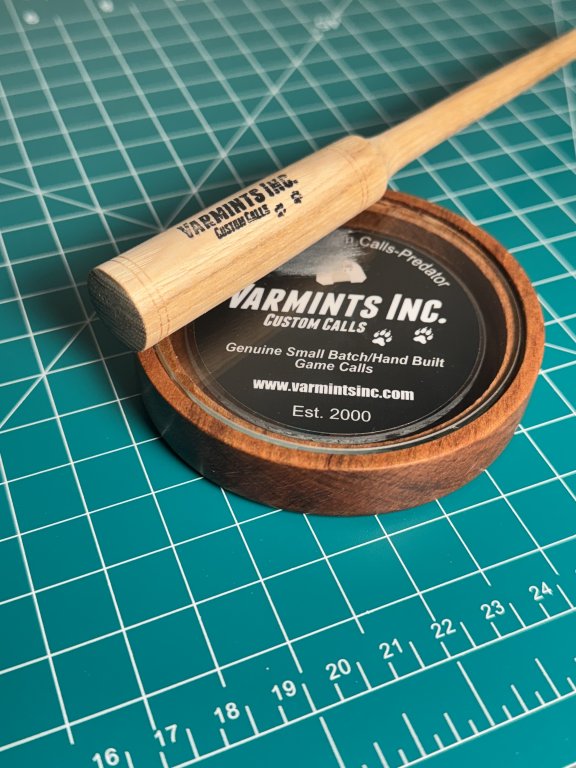 VARMINTS INC.
CUSTOM CALLS
Calls-Predator
VARMINTS INC.
CUSTOM CALLS
Genuine Small Batch/Hand Built
Game Calls
www.varmintsinc.com
Est. 2000
16 17 18 19 20 21 22 23 24